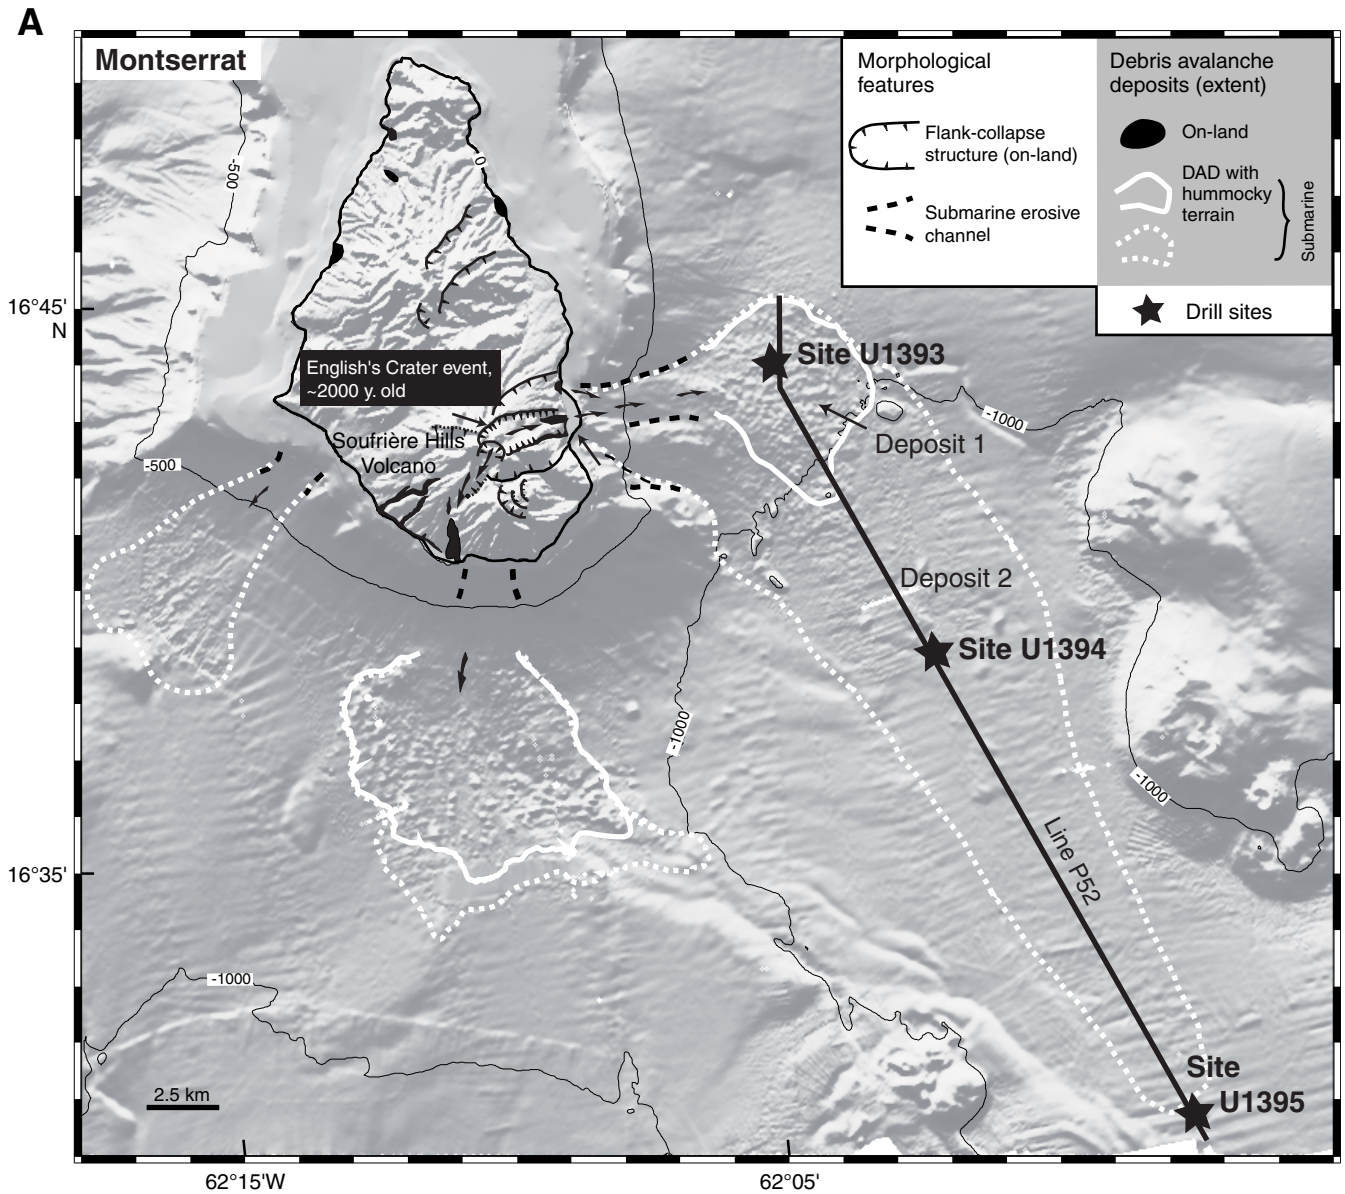 A
Montserrat
Morphological
features
Flank-collapse
structure (on-land)
Submarine erosive
channel
Debris avalanche
deposits (extent)
On-land
DAD with
hummocky
terrain
Submarine
Drill sites
-500
0
16°45'
N
English's Crater event,
~2000 y. old
Soufrière Hills
Volcano
-500
Site U1393
Deposit 1
-1000
Deposit 2
Site U1394
-1000
-1000
Line P52
16°35'
-1000
2.5 km
Site
U1395
62°15'W
62°05'